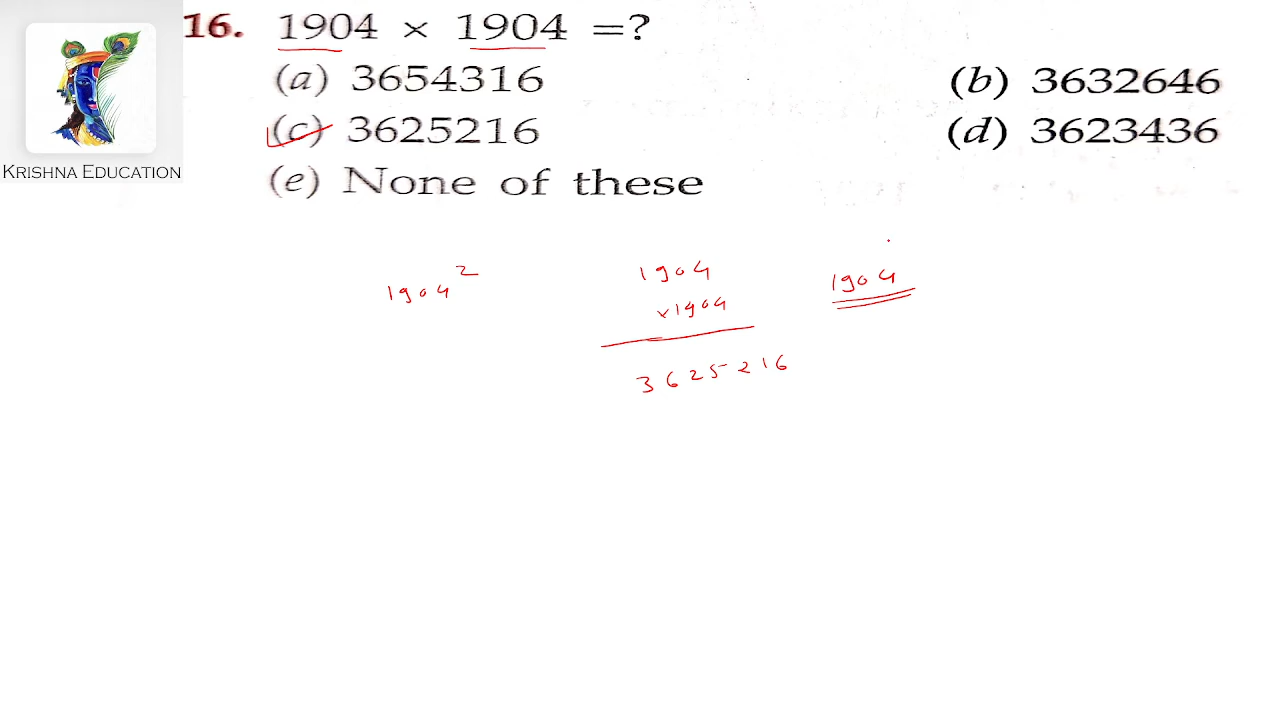 16. 1904 × 1904 =?
(a) 3654316 (b) 3632646
(c) 3625216 (d) 3623436
(e) None of these
KRISHNA EDUCATION
1904²
1904
×1904
3625216
1904